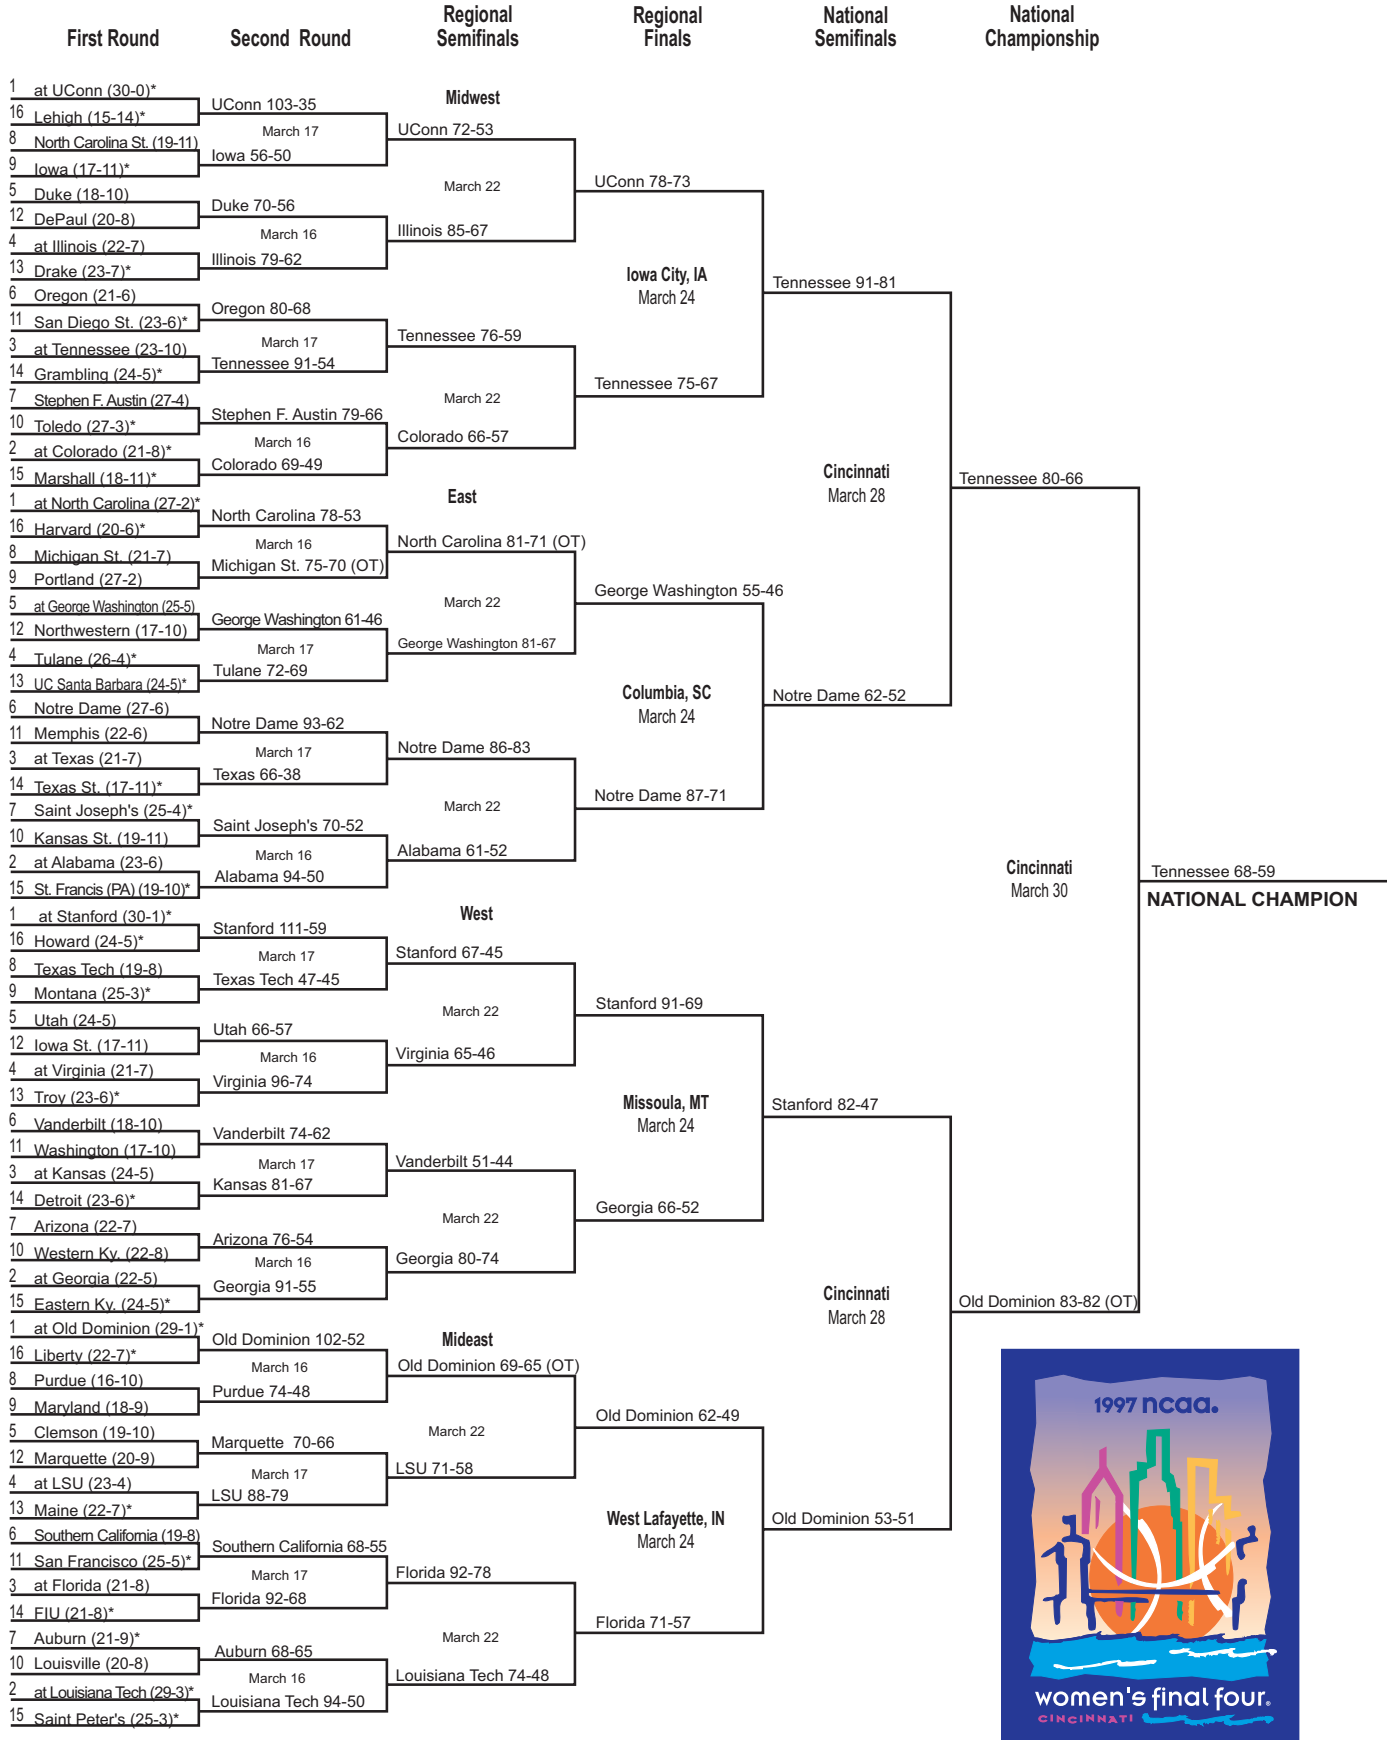 First Round
Second Round
Regional
Semifinals
Regional
Finals
National
Semifinals
National
Championship
1 at UConn (30-0)*
16 Lehigh (15-14)*
8 North Carolina St. (19-11)
9 Iowa (17-11)*
5 Duke (18-10)
12 DePaul (20-8)
4 at Illinois (22-7)
13 Drake (23-7)*
6 Oregon (21-6)
11 San Diego St. (23-6)*
3 at Tennessee (23-10)
14 Grambling (24-5)*
7 Stephen F. Austin (27-4)
10 Toledo (27-3)*
2 at Colorado (21-8)*
15 Marshall (18-11)*
1 at North Carolina (27-2)*
16 Harvard (20-6)*
8 Michigan St. (21-7)
9 Portland (27-2)
5 at George Washington (25-5)
12 Northwestern (17-10)
4 Tulane (26-4)*
13 UC Santa Barbara (24-5)*
6 Notre Dame (27-6)
11 Memphis (22-6)
3 at Texas (21-7)
14 Texas St. (17-11)*
7 Saint Joseph's (25-4)*
10 Kansas St. (19-11)
2 at Alabama (23-6)
15 St. Francis (PA) (19-10)*
1 at Stanford (30-1)*
16 Howard (24-5)*
8 Texas Tech (19-8)
9 Montana (25-3)*
5 Utah (24-5)
12 Iowa St. (17-11)
4 at Virginia (21-7)
13 Troy (23-6)*
6 Vanderbilt (18-10)
11 Washington (17-10)
3 at Kansas (24-5)
14 Detroit (23-6)*
7 Arizona (22-7)
10 Western Ky. (22-8)
2 at Georgia (22-5)
15 Eastern Ky. (24-5)*
1 at Old Dominion (29-1)*
16 Liberty (22-7)*
8 Purdue (16-10)
9 Maryland (18-9)
5 Clemson (19-10)
12 Marquette (20-9)
4 at LSU (23-4)
13 Maine (22-7)*
6 Southern California (19-8)
11 San Francisco (25-5)*
3 at Florida (21-8)
14 FIU (21-8)*
7 Auburn (21-9)*
10 Louisville (20-8)
2 at Louisiana Tech (29-3)*
15 Saint Peter's (25-3)*
UConn 103-35
March 17
Iowa 56-50
Duke 70-56
March 16
Illinois 79-62
Oregon 80-68
March 17
Tennessee 91-54
Stephen F. Austin 79-66
March 16
Colorado 69-49
North Carolina 78-53
March 16
Michigan St. 75-70 (OT)
George Washington 61-46
March 17
Tulane 72-69
Notre Dame 93-62
March 17
Texas 66-38
Saint Joseph's 70-52
March 16
Alabama 94-50
Stanford 111-59
March 17
Texas Tech 47-45
Utah 66-57
March 16
Virginia 96-74
Vanderbilt 74-62
March 17
Kansas 81-67
Arizona 76-54
March 16
Georgia 91-55
Old Dominion 102-52
March 16
Purdue 74-48
Marquette 70-66
March 17
LSU 88-79
Southern California 68-55
March 17
Florida 92-68
Auburn 68-65
March 16
Louisiana Tech 94-50
Midwest
UConn 72-53
March 22
Illinois 85-67
Tennessee 76-59
March 22
Colorado 66-57
East
North Carolina 81-71 (OT)
March 22
George Washington 81-67
Notre Dame 86-83
March 22
Alabama 61-52
West
Stanford 67-45
March 22
Virginia 65-46
Vanderbilt 51-44
March 22
Georgia 80-74
Mideast
Old Dominion 69-65 (OT)
March 22
LSU 71-58
Florida 92-78
March 22
Louisiana Tech 74-48
UConn 78-73
Iowa City, IA
March 24
Tennessee 75-67
George Washington 55-46
Columbia, SC
March 24
Notre Dame 87-71
Stanford 91-69
Missoula, MT
March 24
Georgia 66-52
Old Dominion 62-49
West Lafayette, IN
March 24
Florida 71-57
Tennessee 91-81
Cincinnati
March 28
Notre Dame 62-52
Stanford 82-47
Cincinnati
March 28
Old Dominion 53-51
Tennessee 80-66
Cincinnati
March 30
Old Dominion 83-82 (OT)
Tennessee 68-59
NATIONAL CHAMPION
1997 ncaa.
women's final four.
CINCINNATI